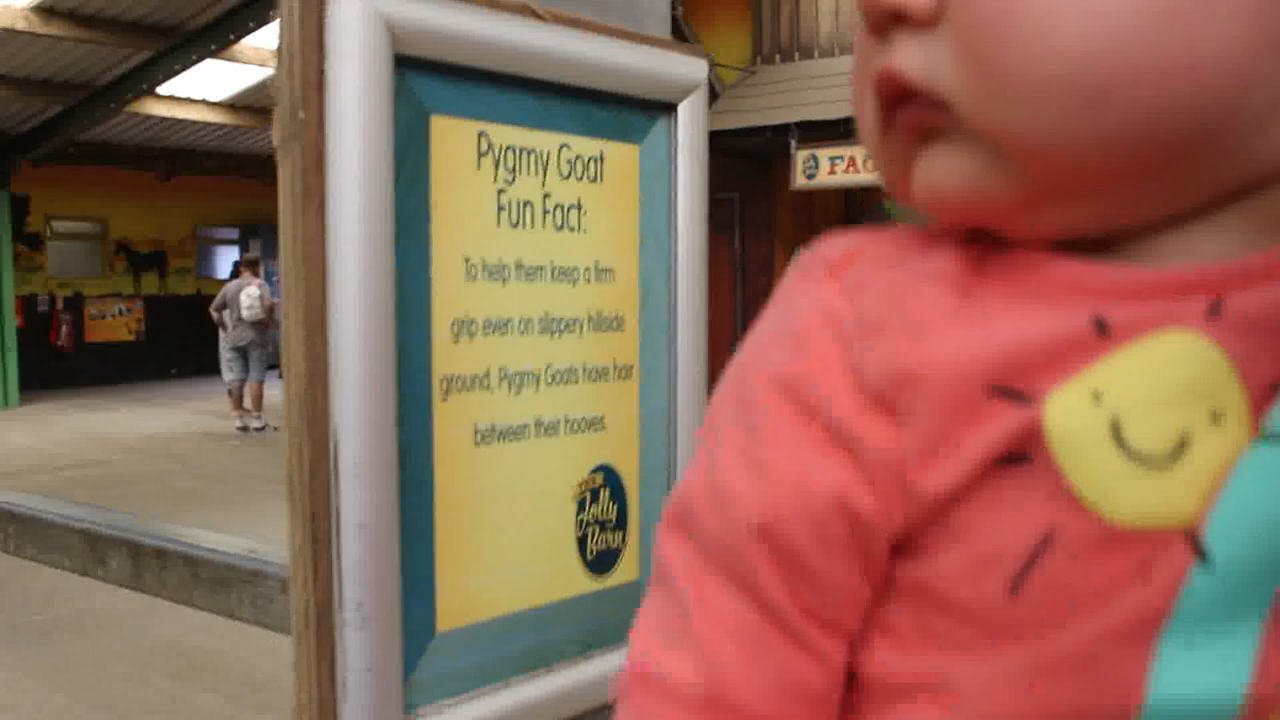 Pygmy Goat
Fun Fact:
To help them keep a firm
grip even on slippery hillside
ground, Pygmy Goats have hair
between their hooves.
Jolly
Barn